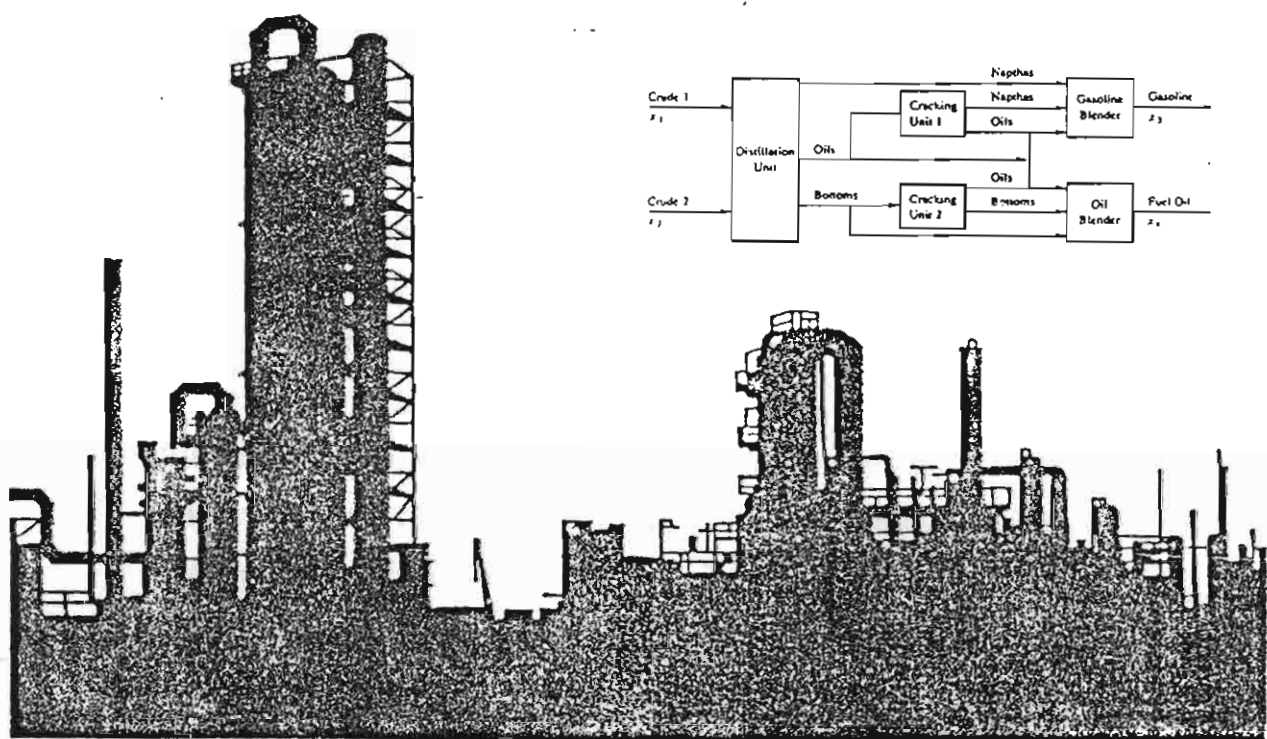 Napthas
Crude 1
x₁
Cracking
Unit 1
Napthas
Oils
Gasoline
Blender
Gasoline
x₃
Distillation
Unit
Oils
Oils
Crude 2
x₂
Bottoms
Cracking
Unit 2
Bottoms
Oil
Blender
Fuel Oil
x₄